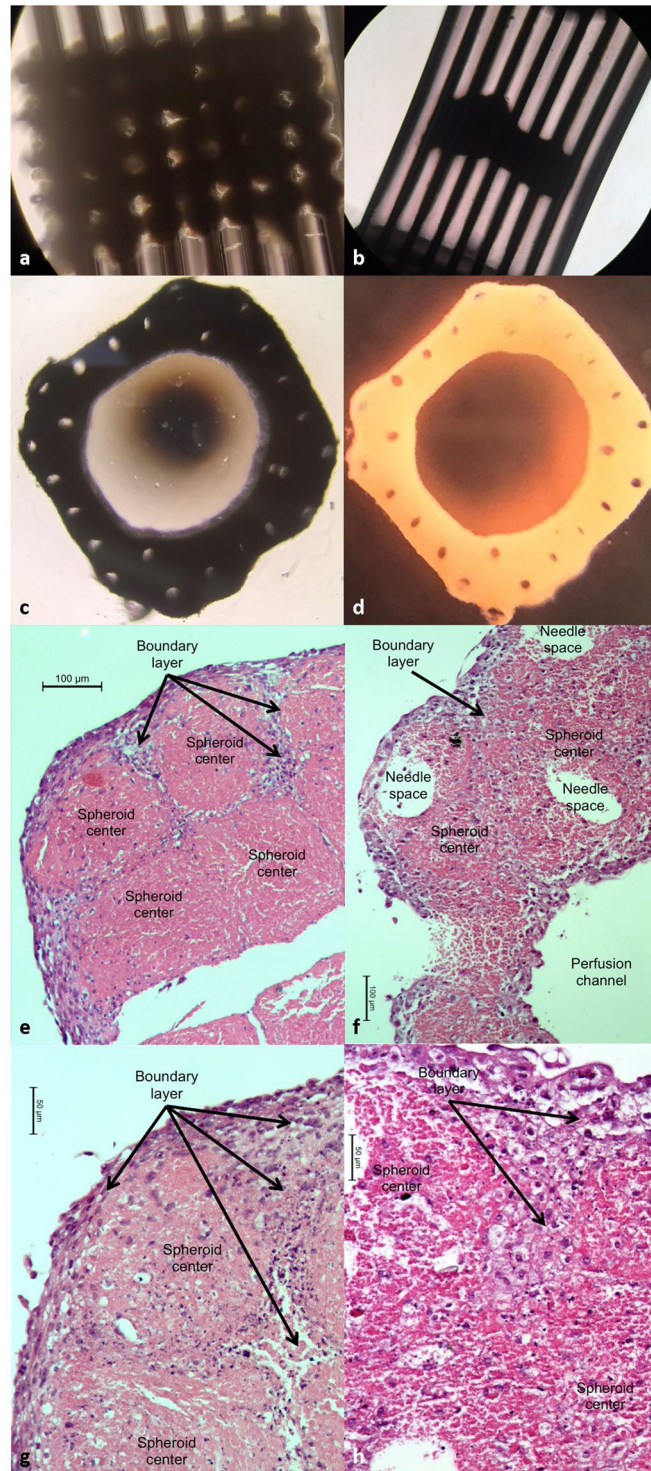 a
b
c
d
Boundary
layer
100 µm
Spheroid
center
Spheroid
center
Spheroid
center
Spheroid
center
e
Needle
space
Boundary
layer
Spheroid
center
Needle
space
Needle
space
Spheroid
center
Perfusion
channel
100 µm
f
Boundary
layer
50 µm
Spheroid
center
Spheroid
center
g
Boundary
layer
50 µm
Spheroid
center
Spheroid
center
h